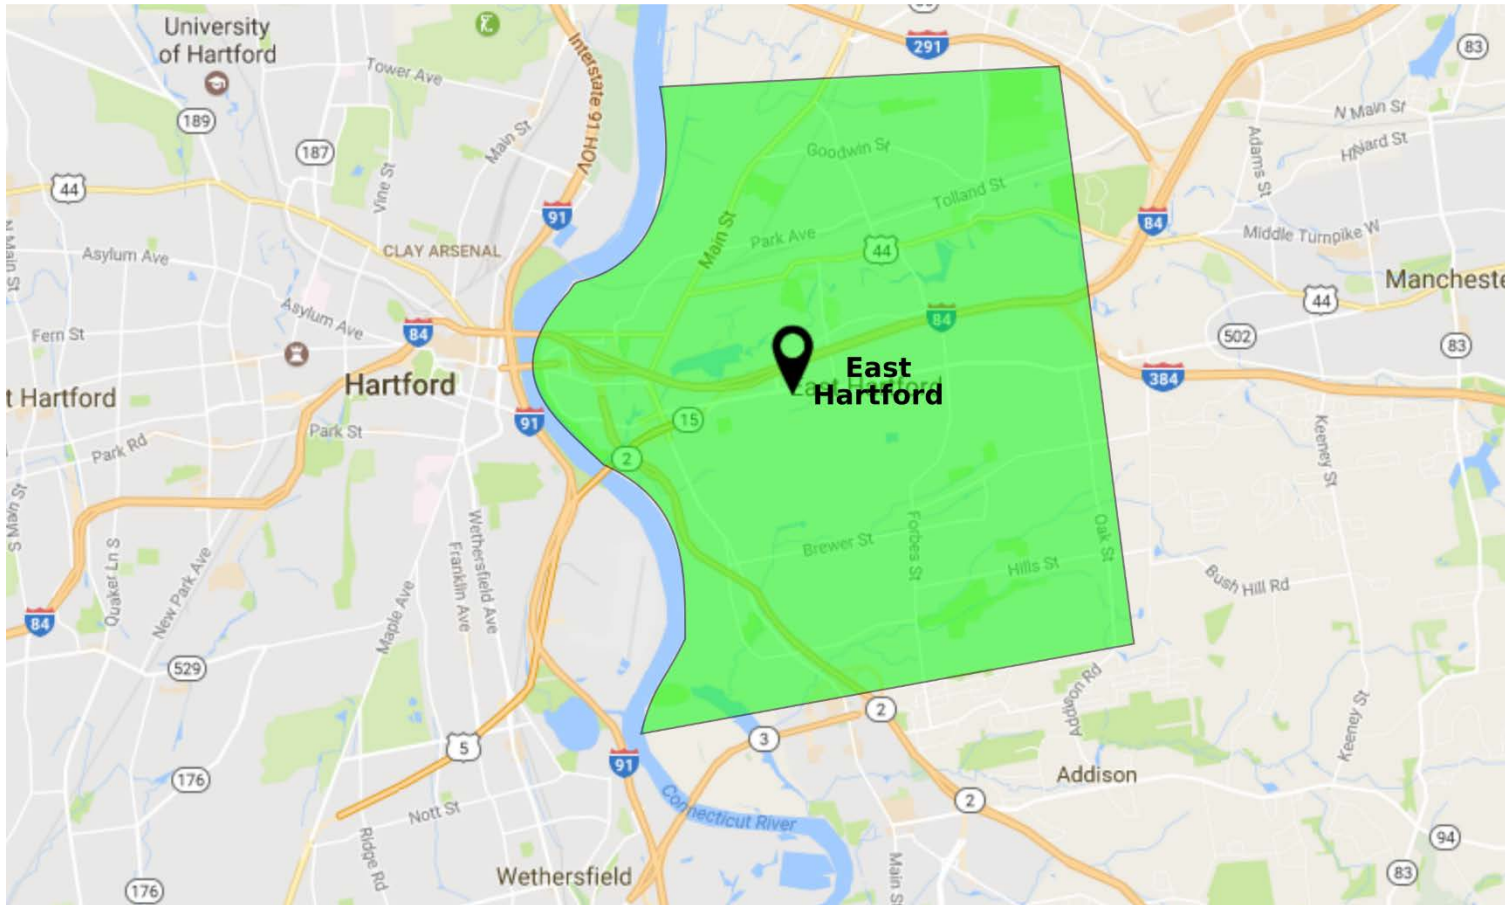 University
of Hartford
Tower Ave
Interstate 91 HOV
291
83
189
187
Main St
Vine St
Goodwin St
N Main St
Adams St
44
91
Tolland St
84
N Main St
Asylum Ave
CLAY ARSENAL
Main St
Park Ave
44
Middle Turnpike W
Manchester
Asylum Ave
84
84
44
502
83
Fern St
East
Hartford
East Hartford
384
Hartford
t Hartford
91
15
2
Park St
Park Rd
Keeney St
S Main St
Quaker Ln S
New Park Ave
Wethersfield Ave
Franklin Ave
Maple Ave
Brewer St
Forbes St
Oak St
Hills St
Bush Hill Rd
84
529
Addison Rd
2
3
5
91
Keeney St
176
Addison
2
Nott St
Connecticut River
Ridge Rd
94
Wethersfield
Main St
83
176